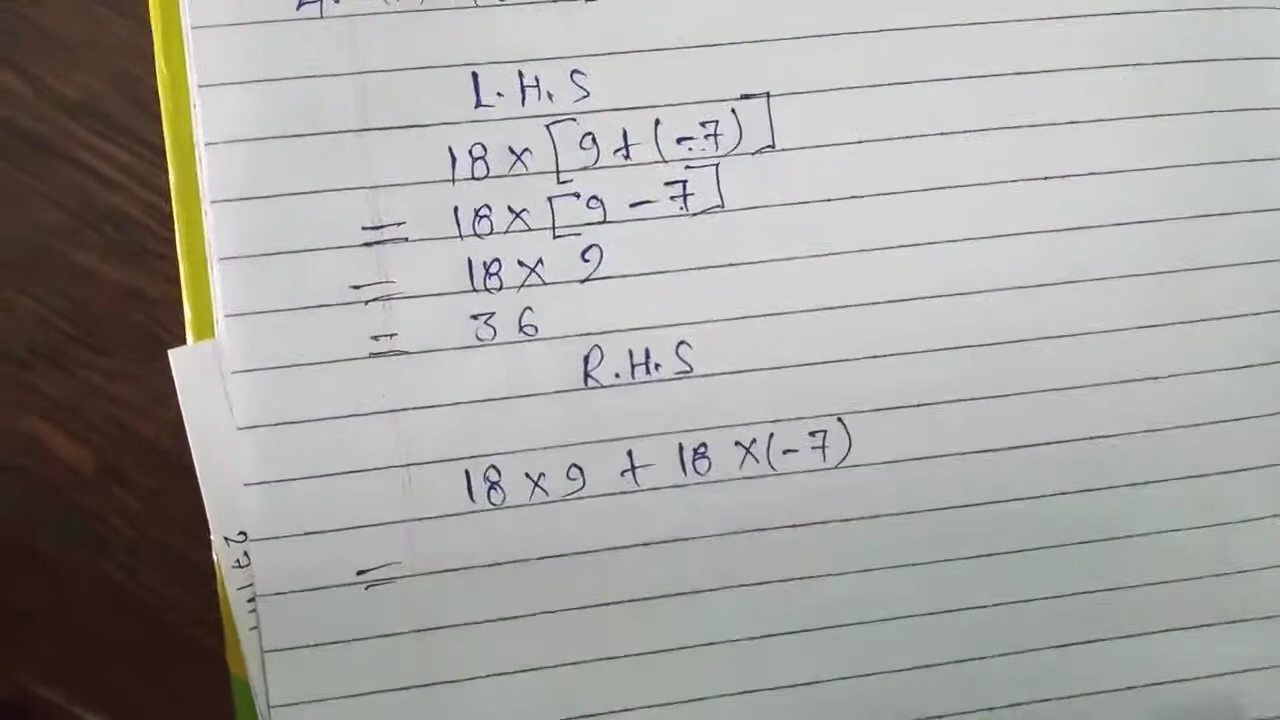 L.H.S
18 × [9 + (-7)]
= 18 × [9 - 7]
= 18 × 2
= 36
R.H.S
18 × 9 + 18 × (-7)
=